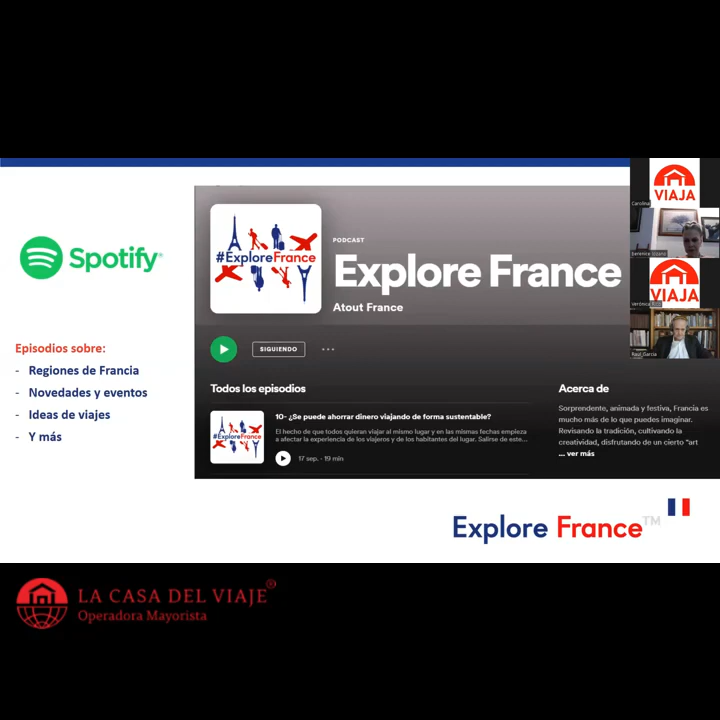 Spotify
Episodios sobre:
- Regiones de Francia
- Novedades y eventos
- Ideas de viajes
- Y más
#ExploreFrance
PODCAST
Explore France
Atout France
SIGUIENDO
Todos los episodios
#ExploreFrance
10- ¿Se puede ahorrar dinero viajando de forma sustentable?
El hecho de que todos quieran viajar al mismo lugar y en las mismas fechas empieza
a afectar la experiencia de los viajeros y de los habitantes del lugar. Salirse de este...
17 sep. - 19 min
Acerca de
Sorprendente, animada y festiva, Francia es
mucho más de lo que puedes imaginar.
Revisando la tradición, cultivando la
creatividad, disfrutando de un cierto "art
... ver más
VIAJA
Carolina
VIAJA
Raul_Garcia
Explore France™
LA CASA DEL VIAJE®
Operadora Mayorista